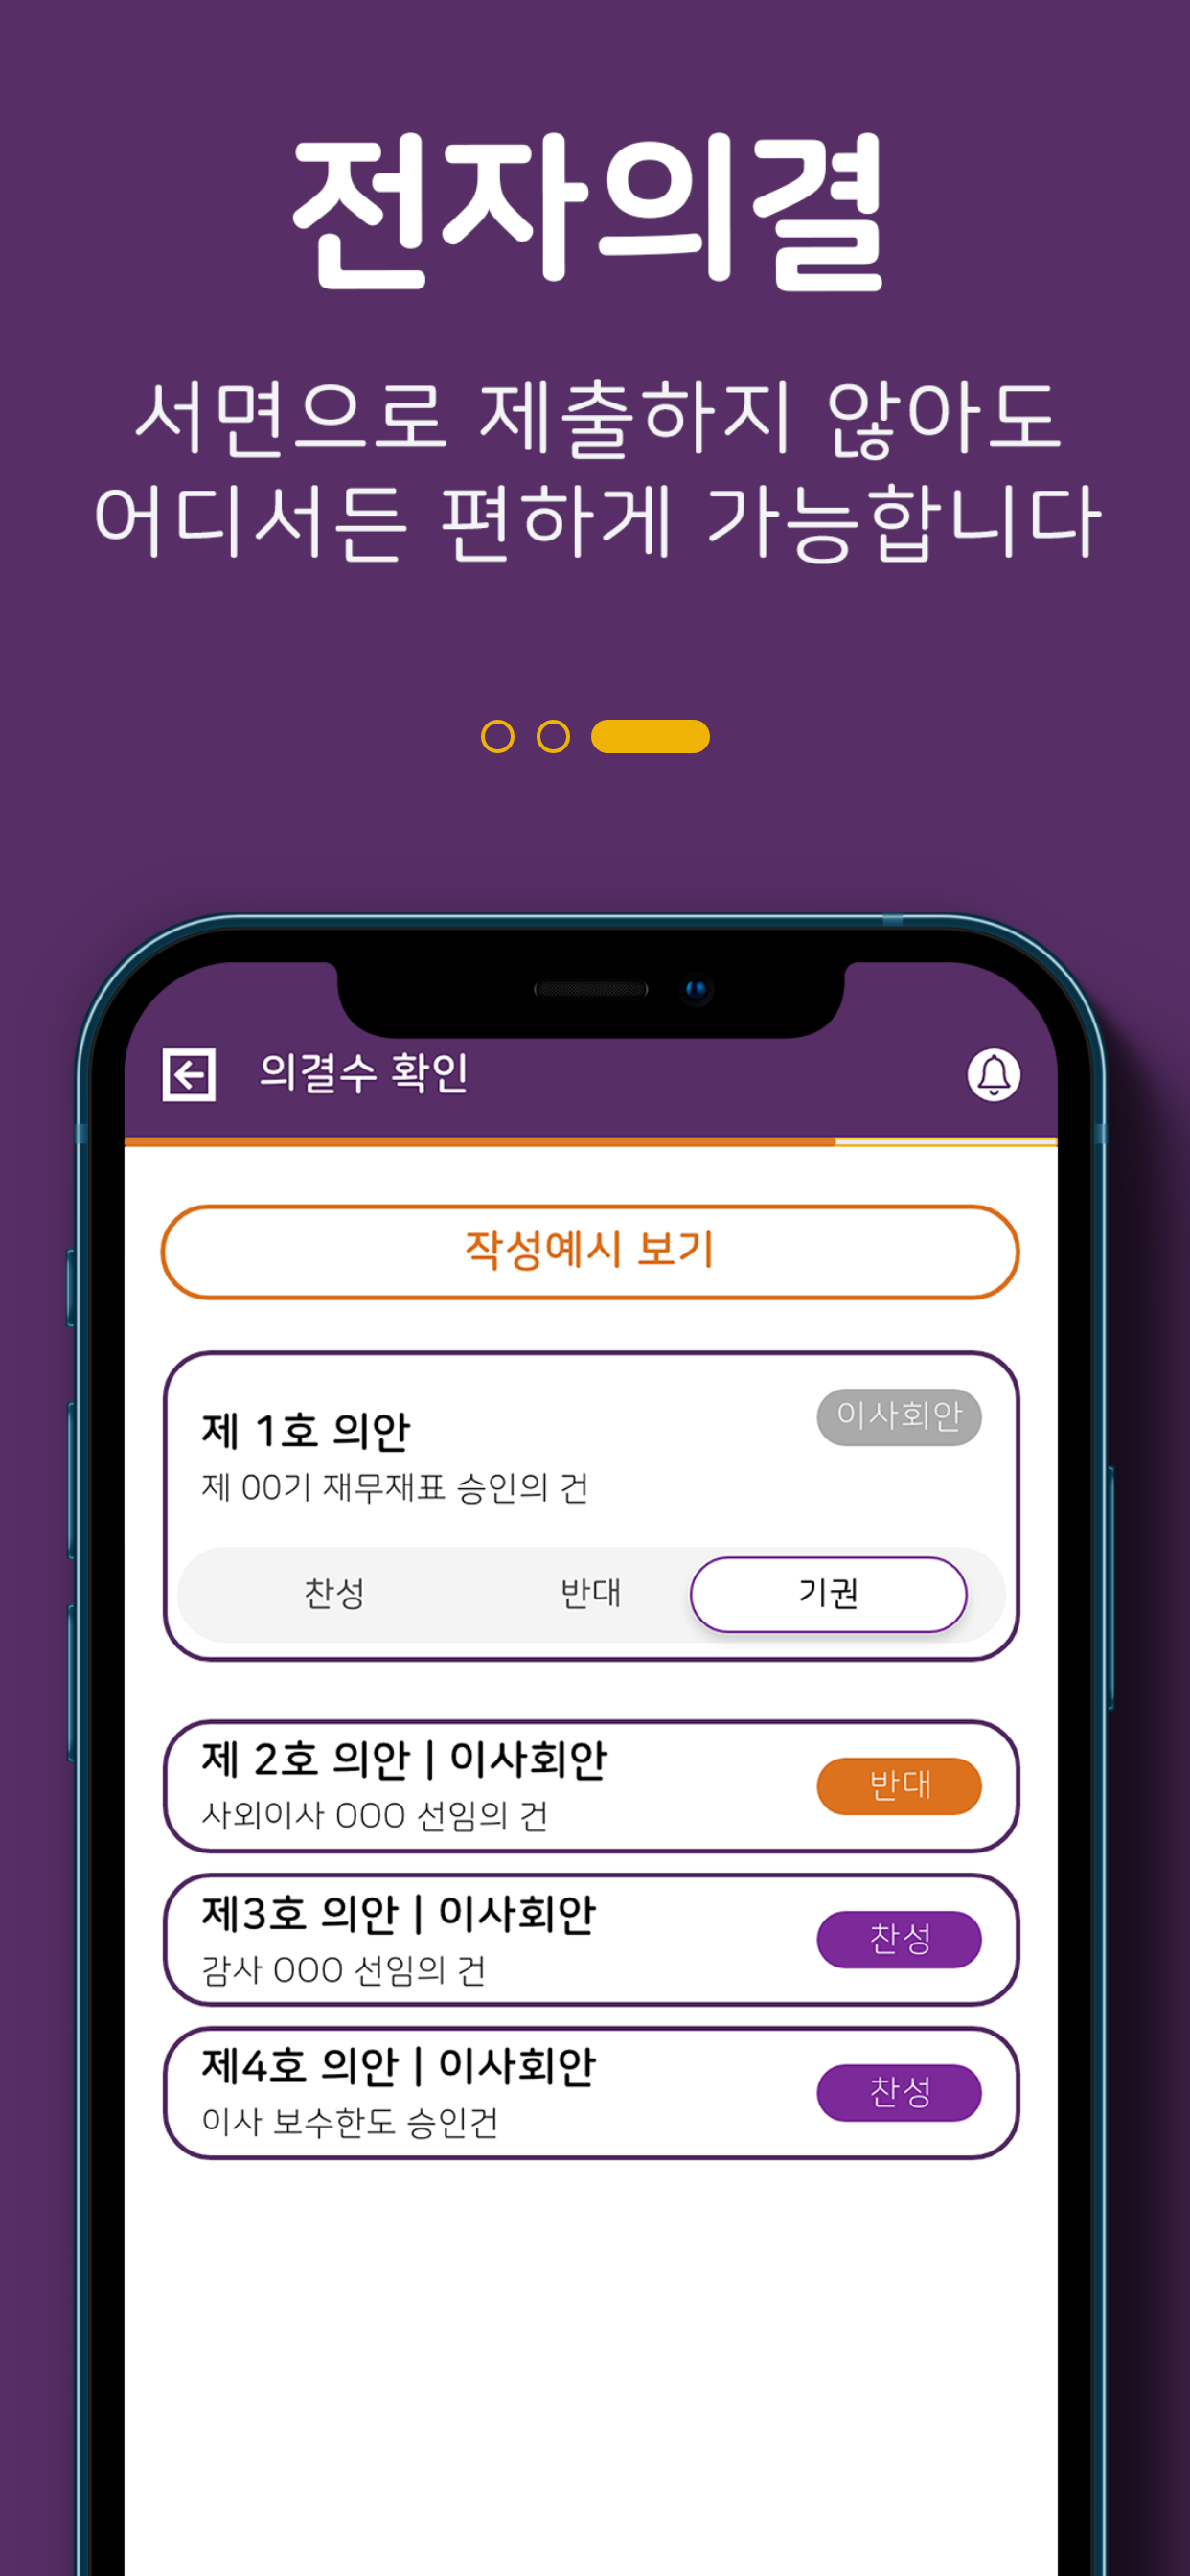 전자의결
서면으로 제출하지 않아도
어디서든 편하게 가능합니다
의결수 확인
작성예시 보기
제 1호 의안
이사회안
제 00기 재무재표 승인의 건
찬성
반대
기권
제 2호 의안 | 이사회안
반대
사외이사 OOO 선임의 건
제3호 의안 | 이사회안
찬성
감사 OOO 선임의 건
제4호 의안 | 이사회안
찬성
이사 보수한도 승인건